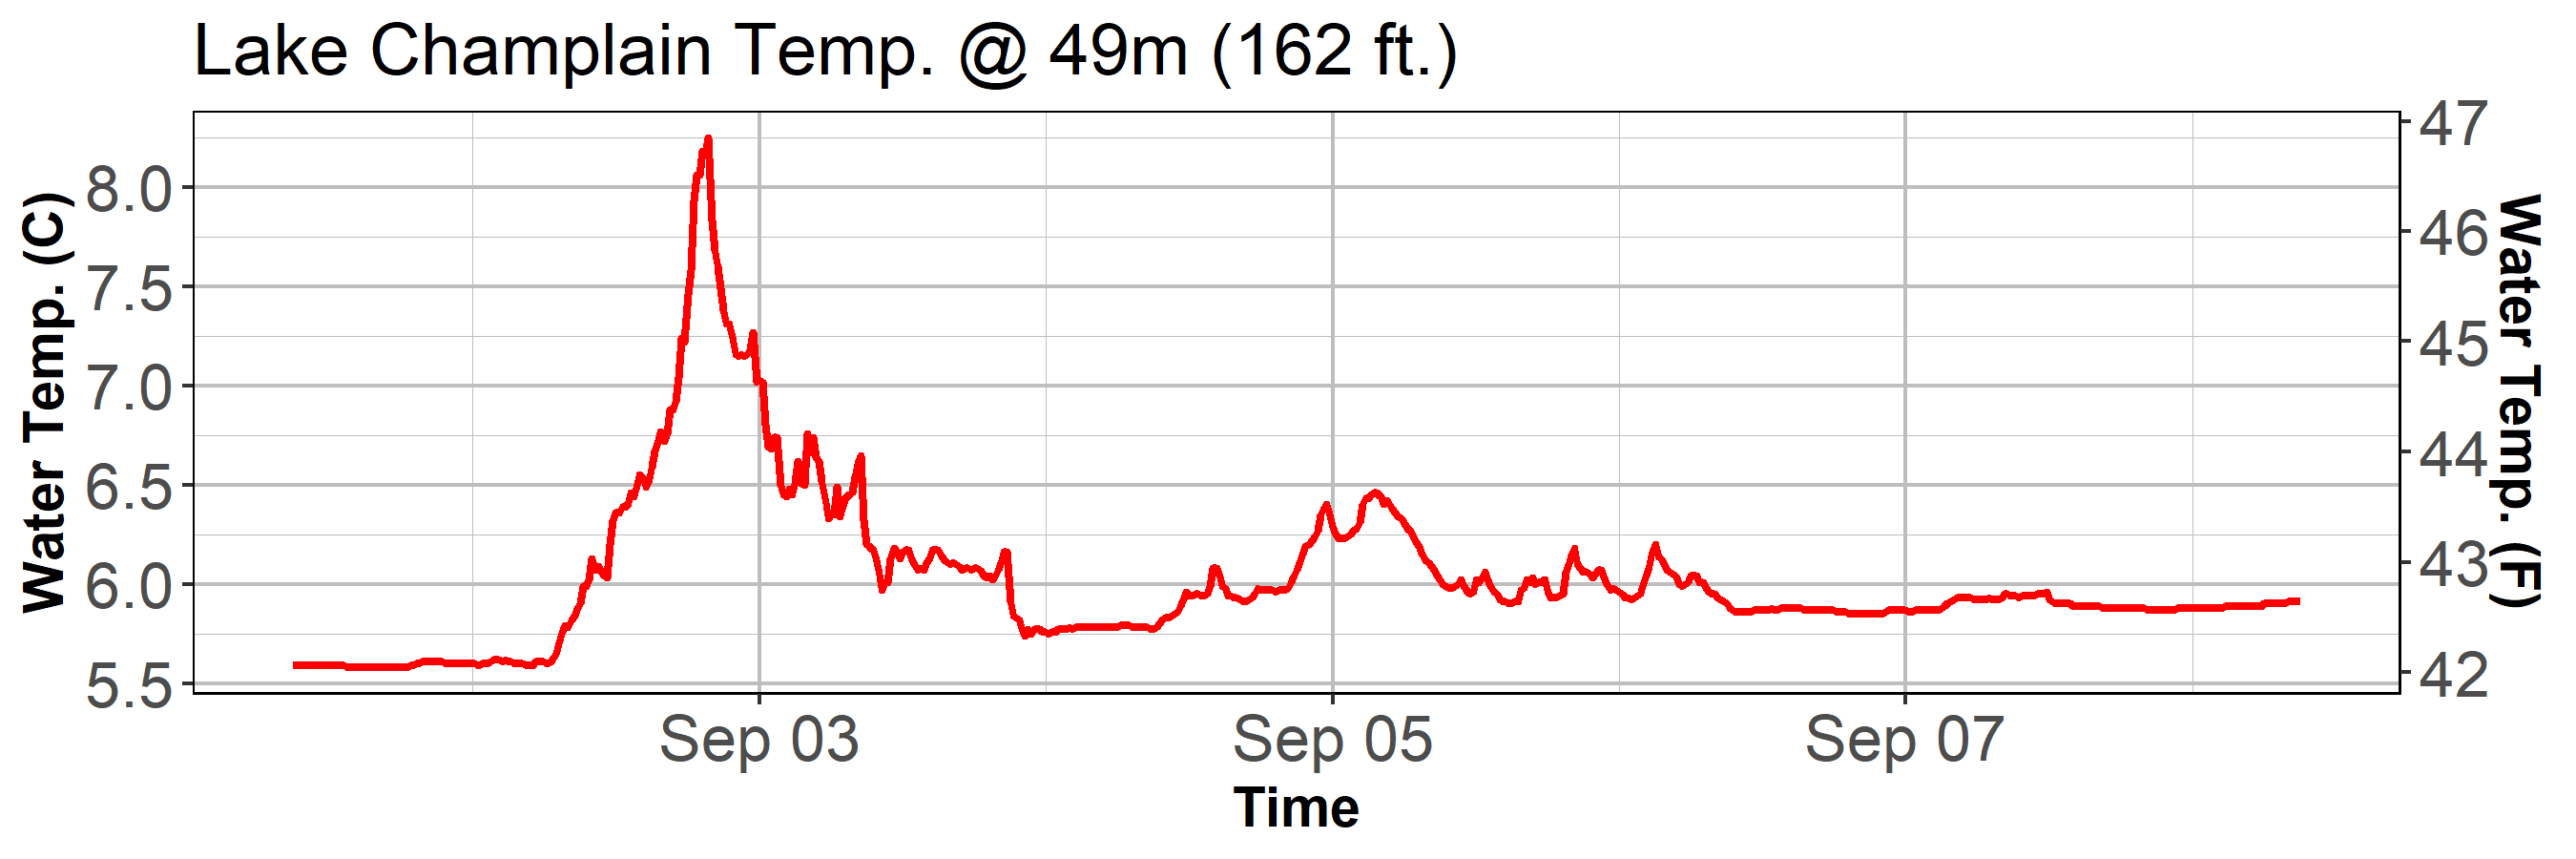 Lake Champlain Temp. @ 49m (162 ft.)
Water Temp. (C)
8.0
7.5
7.0
6.5
6.0
5.5
47
46
45
44
43
42
Water Temp. (F)
Sep 03 Sep 05 Sep 07
Time